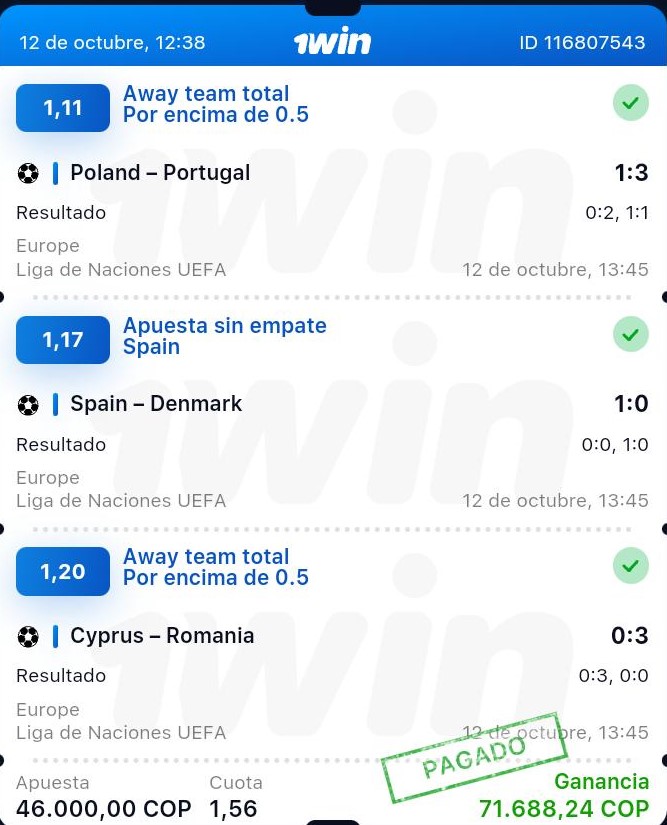 12 de octubre, 12:38 1win ID 116807543
1,11 Away team total
Por encima de 0.5
Poland – Portugal 1:3
Resultado 0:2, 1:1
Europe
Liga de Naciones UEFA 12 de octubre, 13:45
1,17 Apuesta sin empate
Spain
Spain – Denmark 1:0
Resultado 0:0, 1:0
Europe
Liga de Naciones UEFA 12 de octubre, 13:45
1,20 Away team total
Por encima de 0.5
Cyprus – Romania 0:3
Resultado 0:3, 0:0
Europe
Liga de Naciones UEFA 12 de octubre, 13:45
PAGADO
Apuesta Cuota Ganancia
46.000,00 COP 1,56 71.688,24 COP